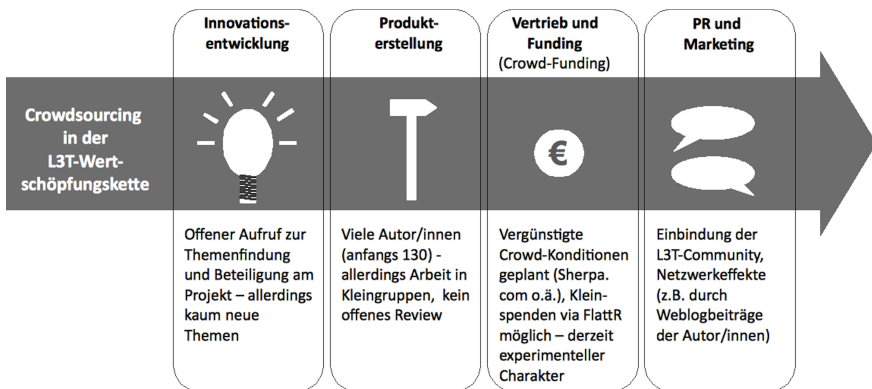 Crowdsourcing
in der
L3T-Wert-
schöpfungskette
Innovations-
entwicklung
Offener Aufruf zur
Themenfindung
und Beteiligung am
Projekt – allerdings
kaum neue
Themen
Produkt-
erstellung
Viele Autor/innen
(anfangs 130) -
allerdings Arbeit in
Kleingruppen, kein
offenes Review
Vertrieb und
Funding
(Crowd-Funding)
€
Vergünstigte
Crowd-Konditionen
geplant (Sherpa.
com o.ä.), Klein-
spenden via FlattR
möglich – derzeit
experimenteller
Charakter
PR und
Marketing
Einbindung der
L3T-Community,
Netzwerkeffekte
(z.B. durch
Weblogbeiträge
der Autor/innen)